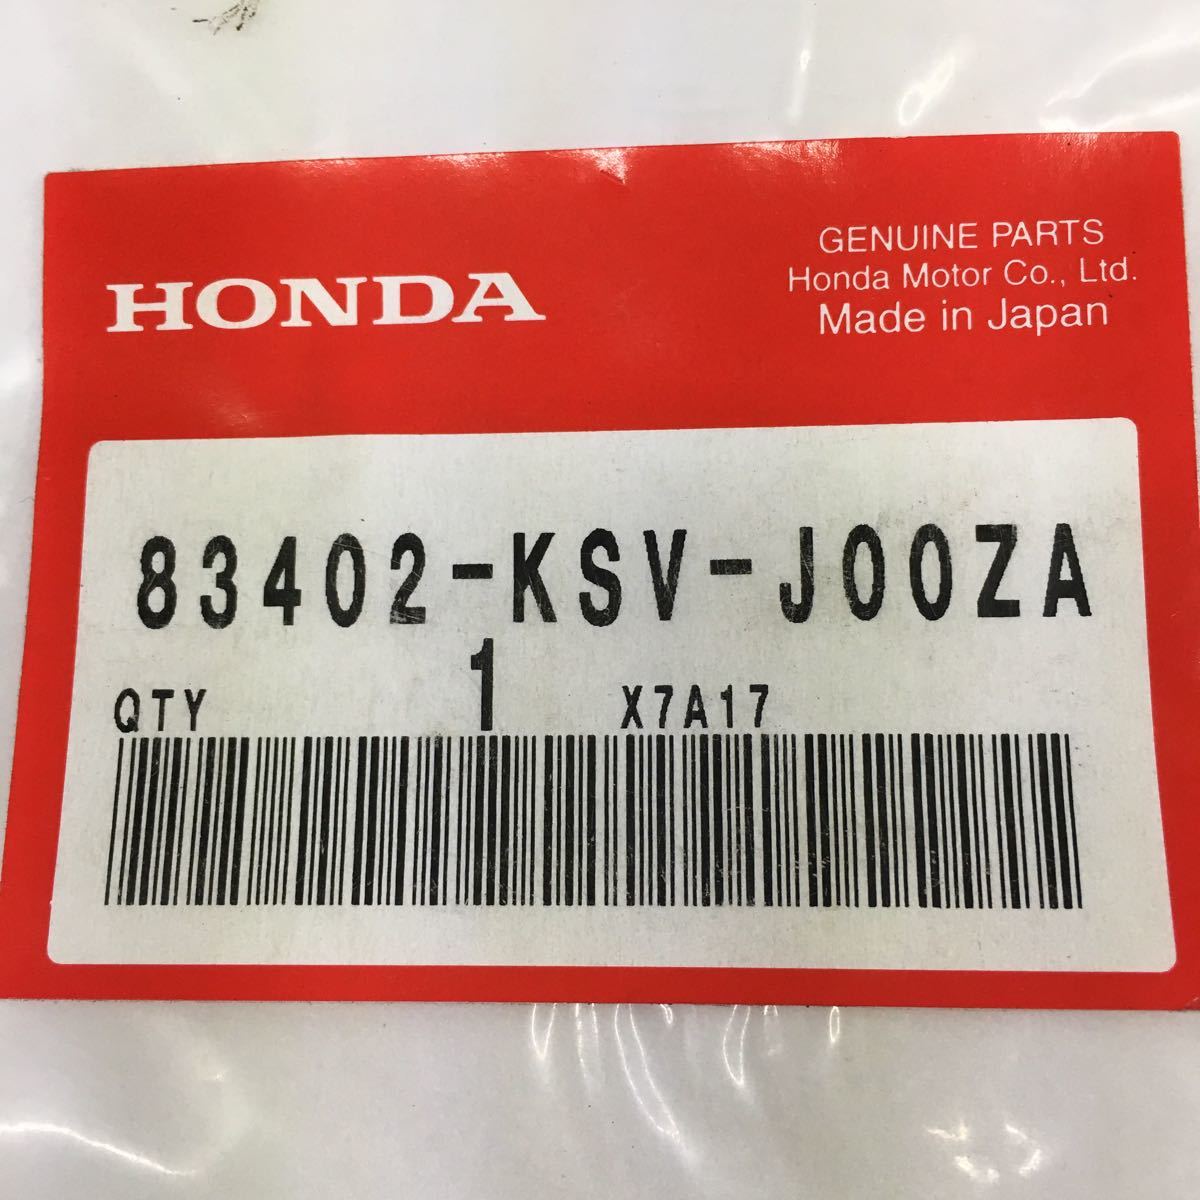 HONDA
GENUINE PARTS
Honda Motor Co., Ltd.
Made in Japan
83402-KSV-J00ZA
QTY 1 X7A17